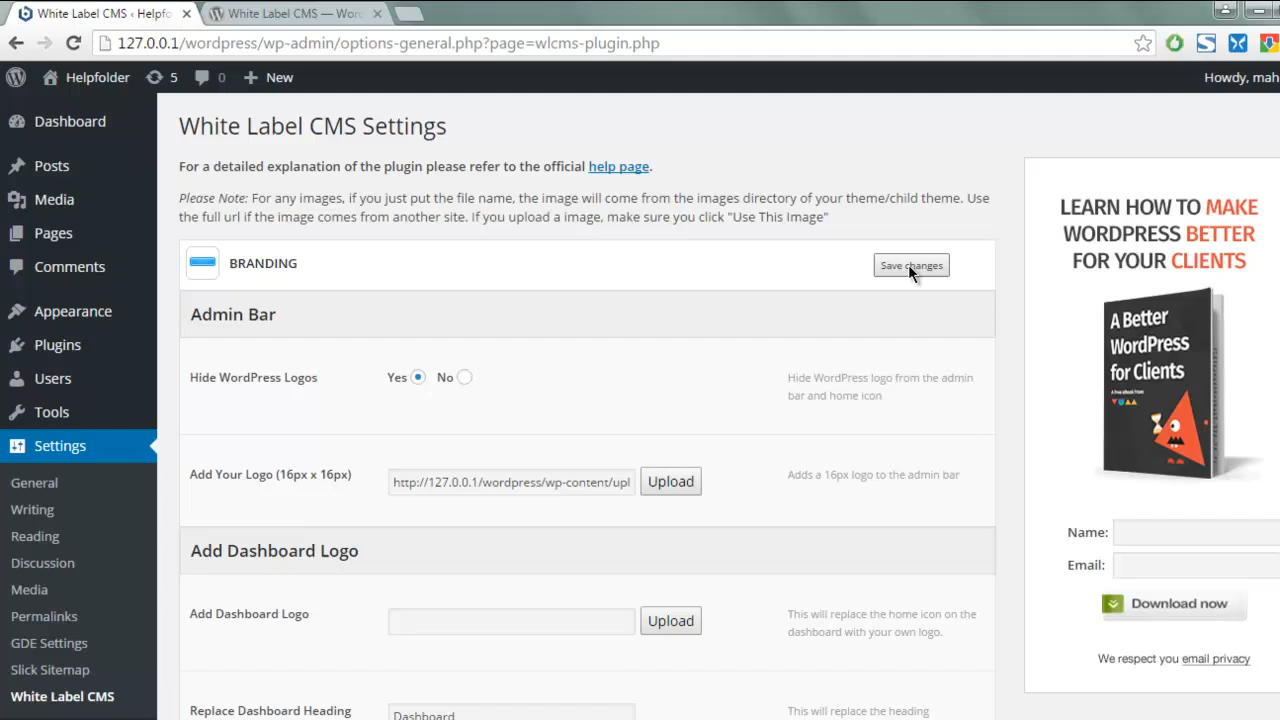 White Label CMS ‹ Helpfo
White Label CMS — Wor
127.0.0.1/wordpress/wp-admin/options-general.php?page=wlcms-plugin.php
Helpfolder
5
0
New
Howdy, mah
Dashboard
Posts
Media
Pages
Comments
Appearance
Plugins
Users
Tools
Settings
General
Writing
Reading
Discussion
Media
Permalinks
GDE Settings
Slick Sitemap
White Label CMS
White Label CMS Settings
For a detailed explanation of the plugin please refer to the official help page.
Please Note: For any images, if you just put the file name, the image will come from the images directory of your theme/child theme. Use
the full url if the image comes from another site. If you upload a image, make sure you click "Use This Image"
BRANDING
Save changes
Admin Bar
Hide WordPress Logos
Yes
No
Hide WordPress logo from the admin
bar and home icon
Add Your Logo (16px x 16px)
http://127.0.0.1/wordpress/wp-content/upl
Upload
Adds a 16px logo to the admin bar
Add Dashboard Logo
Add Dashboard Logo
Upload
This will replace the home icon on the
dashboard with your own logo.
Replace Dashboard Heading
Dashboard
This will replace the heading
LEARN HOW TO MAKE
WORDPRESS BETTER
FOR YOUR CLIENTS
A Better
WordPress
for Clients
Name:
Email:
Download now
We respect you email privacy